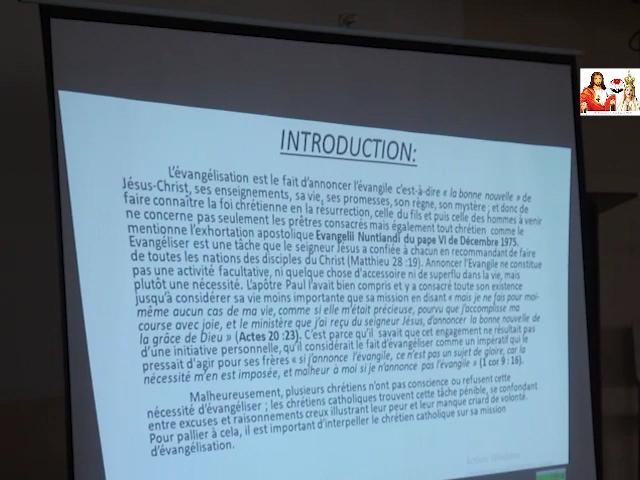 INTRODUCTION:
L'évangélisation est le fait d'annoncer l'évangile c'est-à-dire « la bonne nouvelle » de
Jésus-Christ, ses enseignements, sa vie, ses promesses, son règne, son mystère ; et donc de
faire connaître la foi chrétienne en la résurrection, celle du fils et puis celle des hommes à venir
ne concerne pas seulement les prêtres consacrés mais également tout chrétien comme le
mentionne l'exhortation apostolique Evangelii Nuntiandi du pape VI de Décembre 1975.
Evangéliser est une tâche que le seigneur Jésus a confiée a chacun en recommandant de faire
de toutes les nations des disciples du Christ (Matthieu 28 :19). Annoncer l'Evangile ne constitue
pas une activité facultative, ni quelque chose d'accessoire ni de superflu dans la vie, mais
plutôt une nécessité. L'apôtre Paul l'avait bien compris et y a consacré toute son existence
jusqu'à considérer sa vie moins importante que sa mission en disant « mais je ne fais pour moi-
même aucun cas de ma vie, comme si elle m'était précieuse, pourvu que j'accomplisse ma
course avec joie, et le ministère que j'ai reçu du seigneur Jésus, d'annoncer la bonne nouvelle de
la grâce de Dieu » (Actes 20 :23). C'est parce qu'il savait que cet engagement ne résultait pas
d'une initiative personnelle, qu'il considérait le fait d'évangéliser comme un impératif qui le
pressait d'agir pour ses frères « si j'annonce l'évangile, ce n'est pas un sujet de gloire, car la
nécessité m'en est imposée, et malheur à moi si je n'annonce pas l'évangile » (1 cor 9 : 16).
Malheureusement, plusieurs chrétiens n'ont pas conscience ou refusent cette
nécessité d'évangéliser ; les chrétiens catholiques trouvent cette tâche pénible, se confondant
entre excuses et raisonnements creux illustrant leur peur et leur manque criard de volonté.
Pour pallier à cela, il est important d'interpeller le chrétien catholique sur sa mission
d'évangélisation.